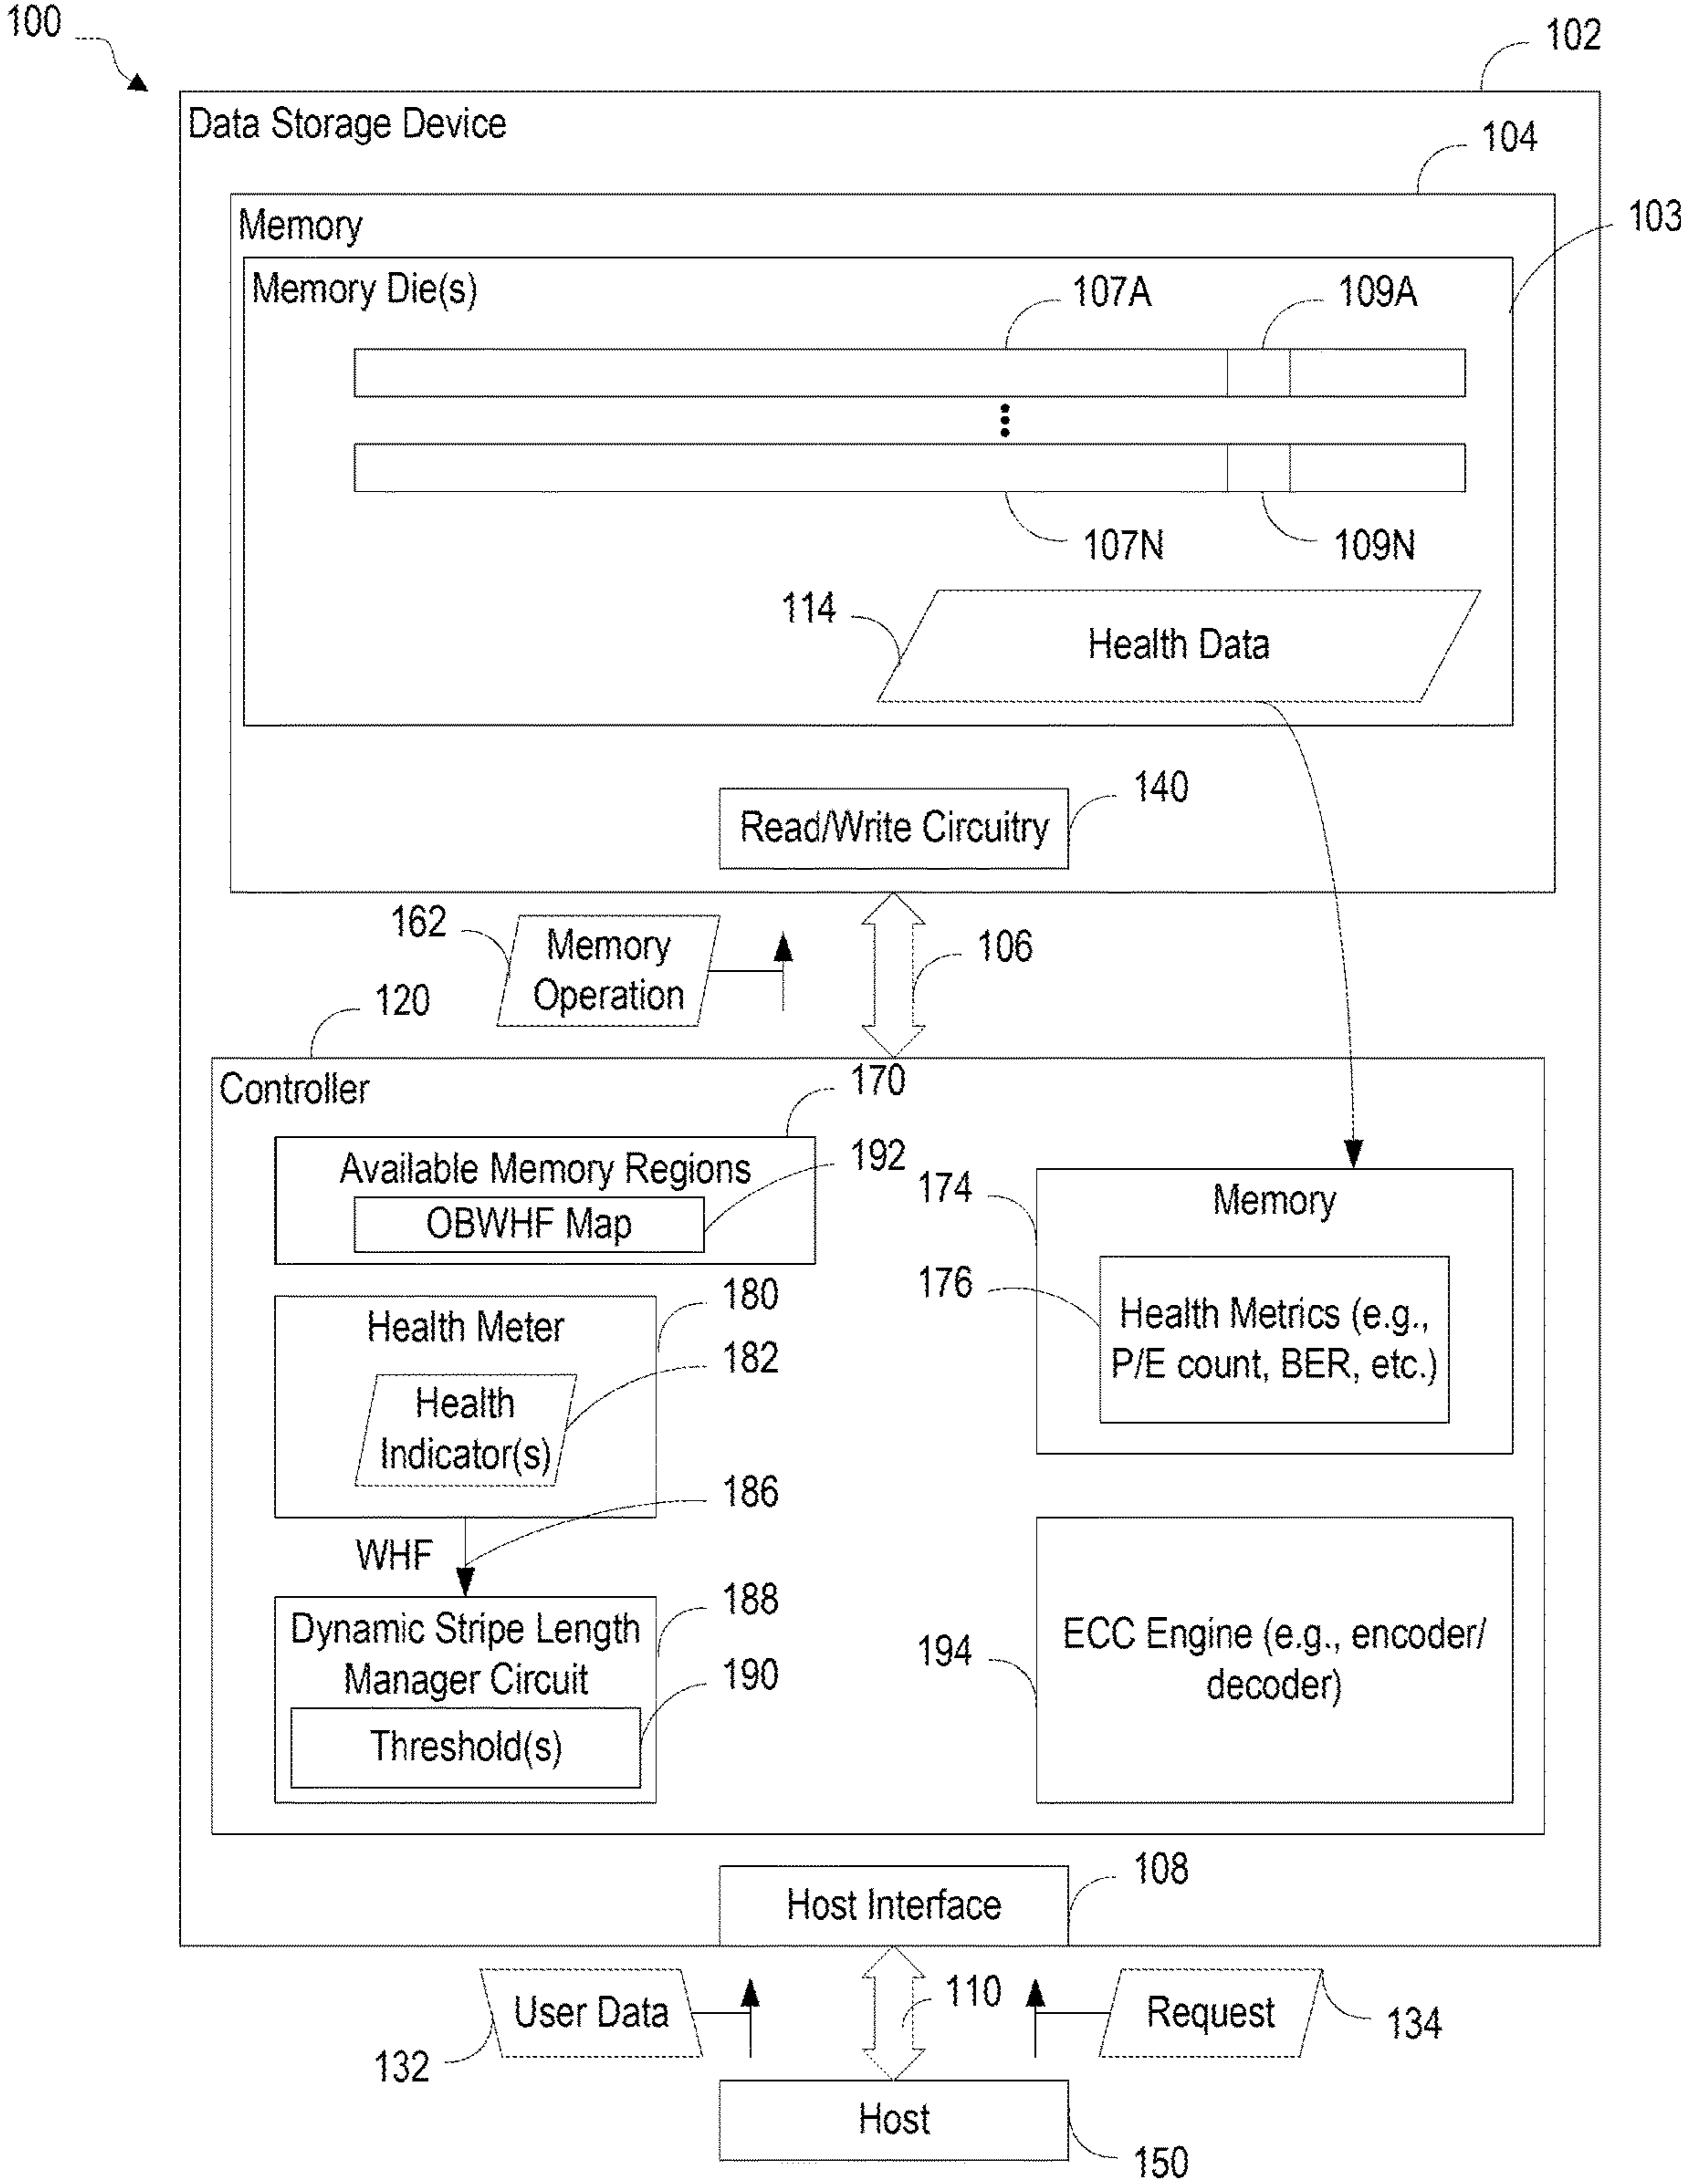 100
102
Data Storage Device
104
Memory
103
Memory Die(s)
107A
109A
107N
109N
114
Health Data
140
Read/Write Circuitry
162
Memory
Operation
106
120
Controller
170
Available Memory Regions
192
OBWHF Map
174
Memory
180
176
Health Meter
Health Metrics (e.g.,
P/E count, BER, etc.)
182
Health
Indicator(s)
186
WHF
188
Dynamic Stripe Length
Manager Circuit
190
Threshold(s)
194
ECC Engine (e.g., encoder/
decoder)
108
Host Interface
User Data
132
110
Request
134
Host
150